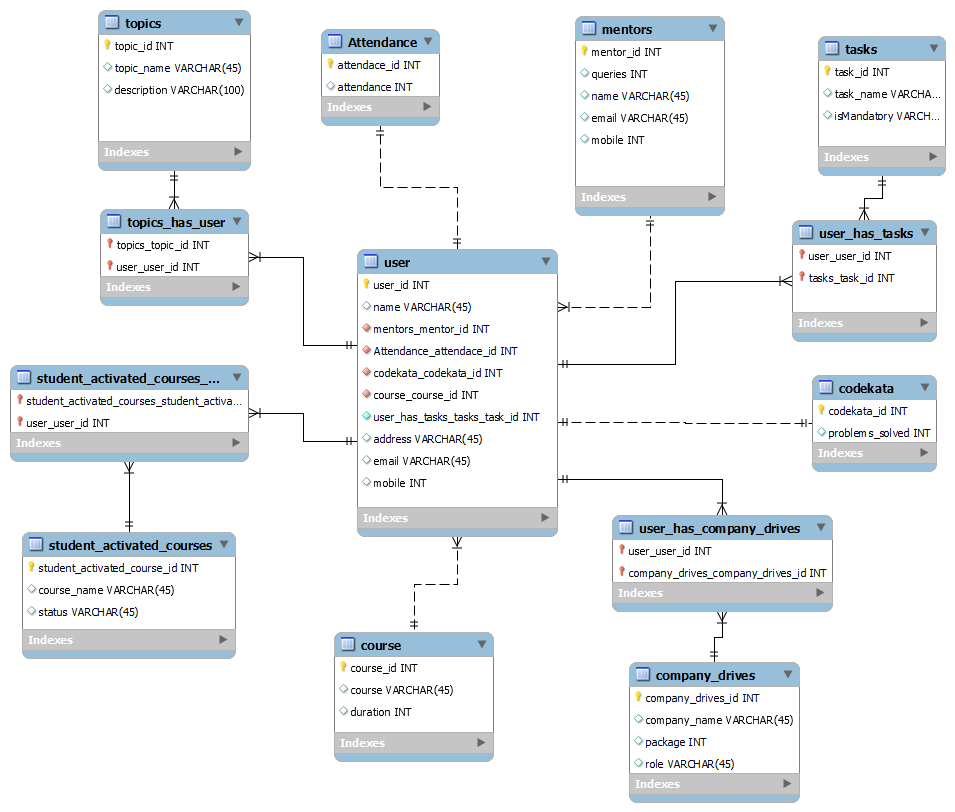 topics
topic_id INT
topic_name VARCHAR(45)
description VARCHAR(100)
Indexes
Attendance
attendace_id INT
attendance INT
Indexes
mentors
mentor_id INT
queries INT
name VARCHAR(45)
email VARCHAR(45)
mobile INT
Indexes
tasks
task_id INT
task_name VARCHA...
isMandatory VARCH...
Indexes
topics_has_user
topics_topic_id INT
user_user_id INT
Indexes
user
user_id INT
name VARCHAR(45)
mentors_mentor_id INT
Attendance_attendace_id INT
codekata_codekata_id INT
course_course_id INT
user_has_tasks_tasks_task_id INT
address VARCHAR(45)
email VARCHAR(45)
mobile INT
Indexes
user_has_tasks
user_user_id INT
tasks_task_id INT
Indexes
student_activated_courses_...
student_activated_courses_student_activa...
user_user_id INT
Indexes
codekata
codekata_id INT
problems_solved INT
Indexes
student_activated_courses
student_activated_course_id INT
course_name VARCHAR(45)
status VARCHAR(45)
Indexes
user_has_company_drives
user_user_id INT
company_drives_company_drives_id INT
Indexes
course
course_id INT
course VARCHAR(45)
duration INT
Indexes
company_drives
company_drives_id INT
company_name VARCHAR(45)
package INT
role VARCHAR(45)
Indexes